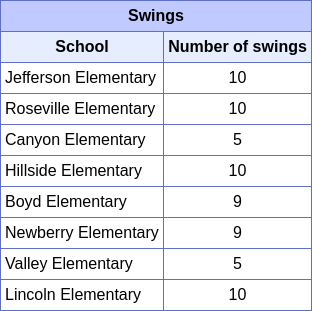 Swings
School Number of swings
Jefferson Elementary 10
Roseville Elementary 10
Canyon Elementary 5
Hillside Elementary 10
Boyd Elementary 9
Newberry Elementary 9
Valley Elementary 5
Lincoln Elementary 10